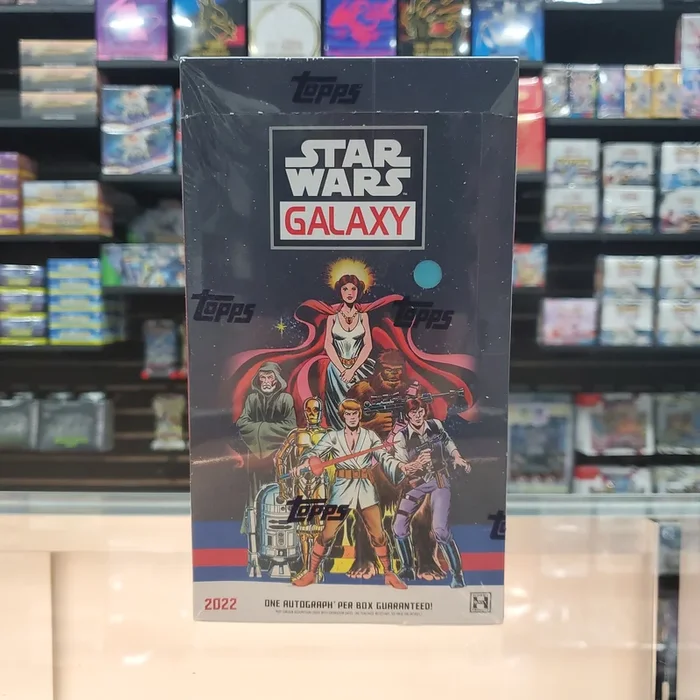 Topps
STAR
WARS
GALAXY
Topps
Topps
Topps
2022
ONE AUTOGRAPH* PER BOX GUARANTEED!